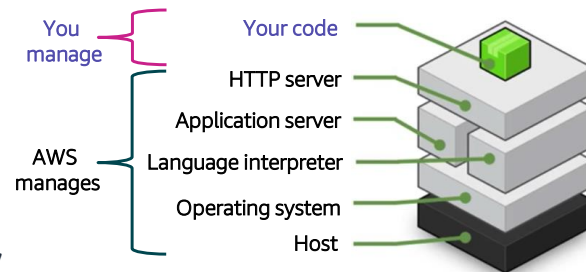 You
manage
Your code
HTTP server
Application server
AWS
manages
Language interpreter
Operating system
Host